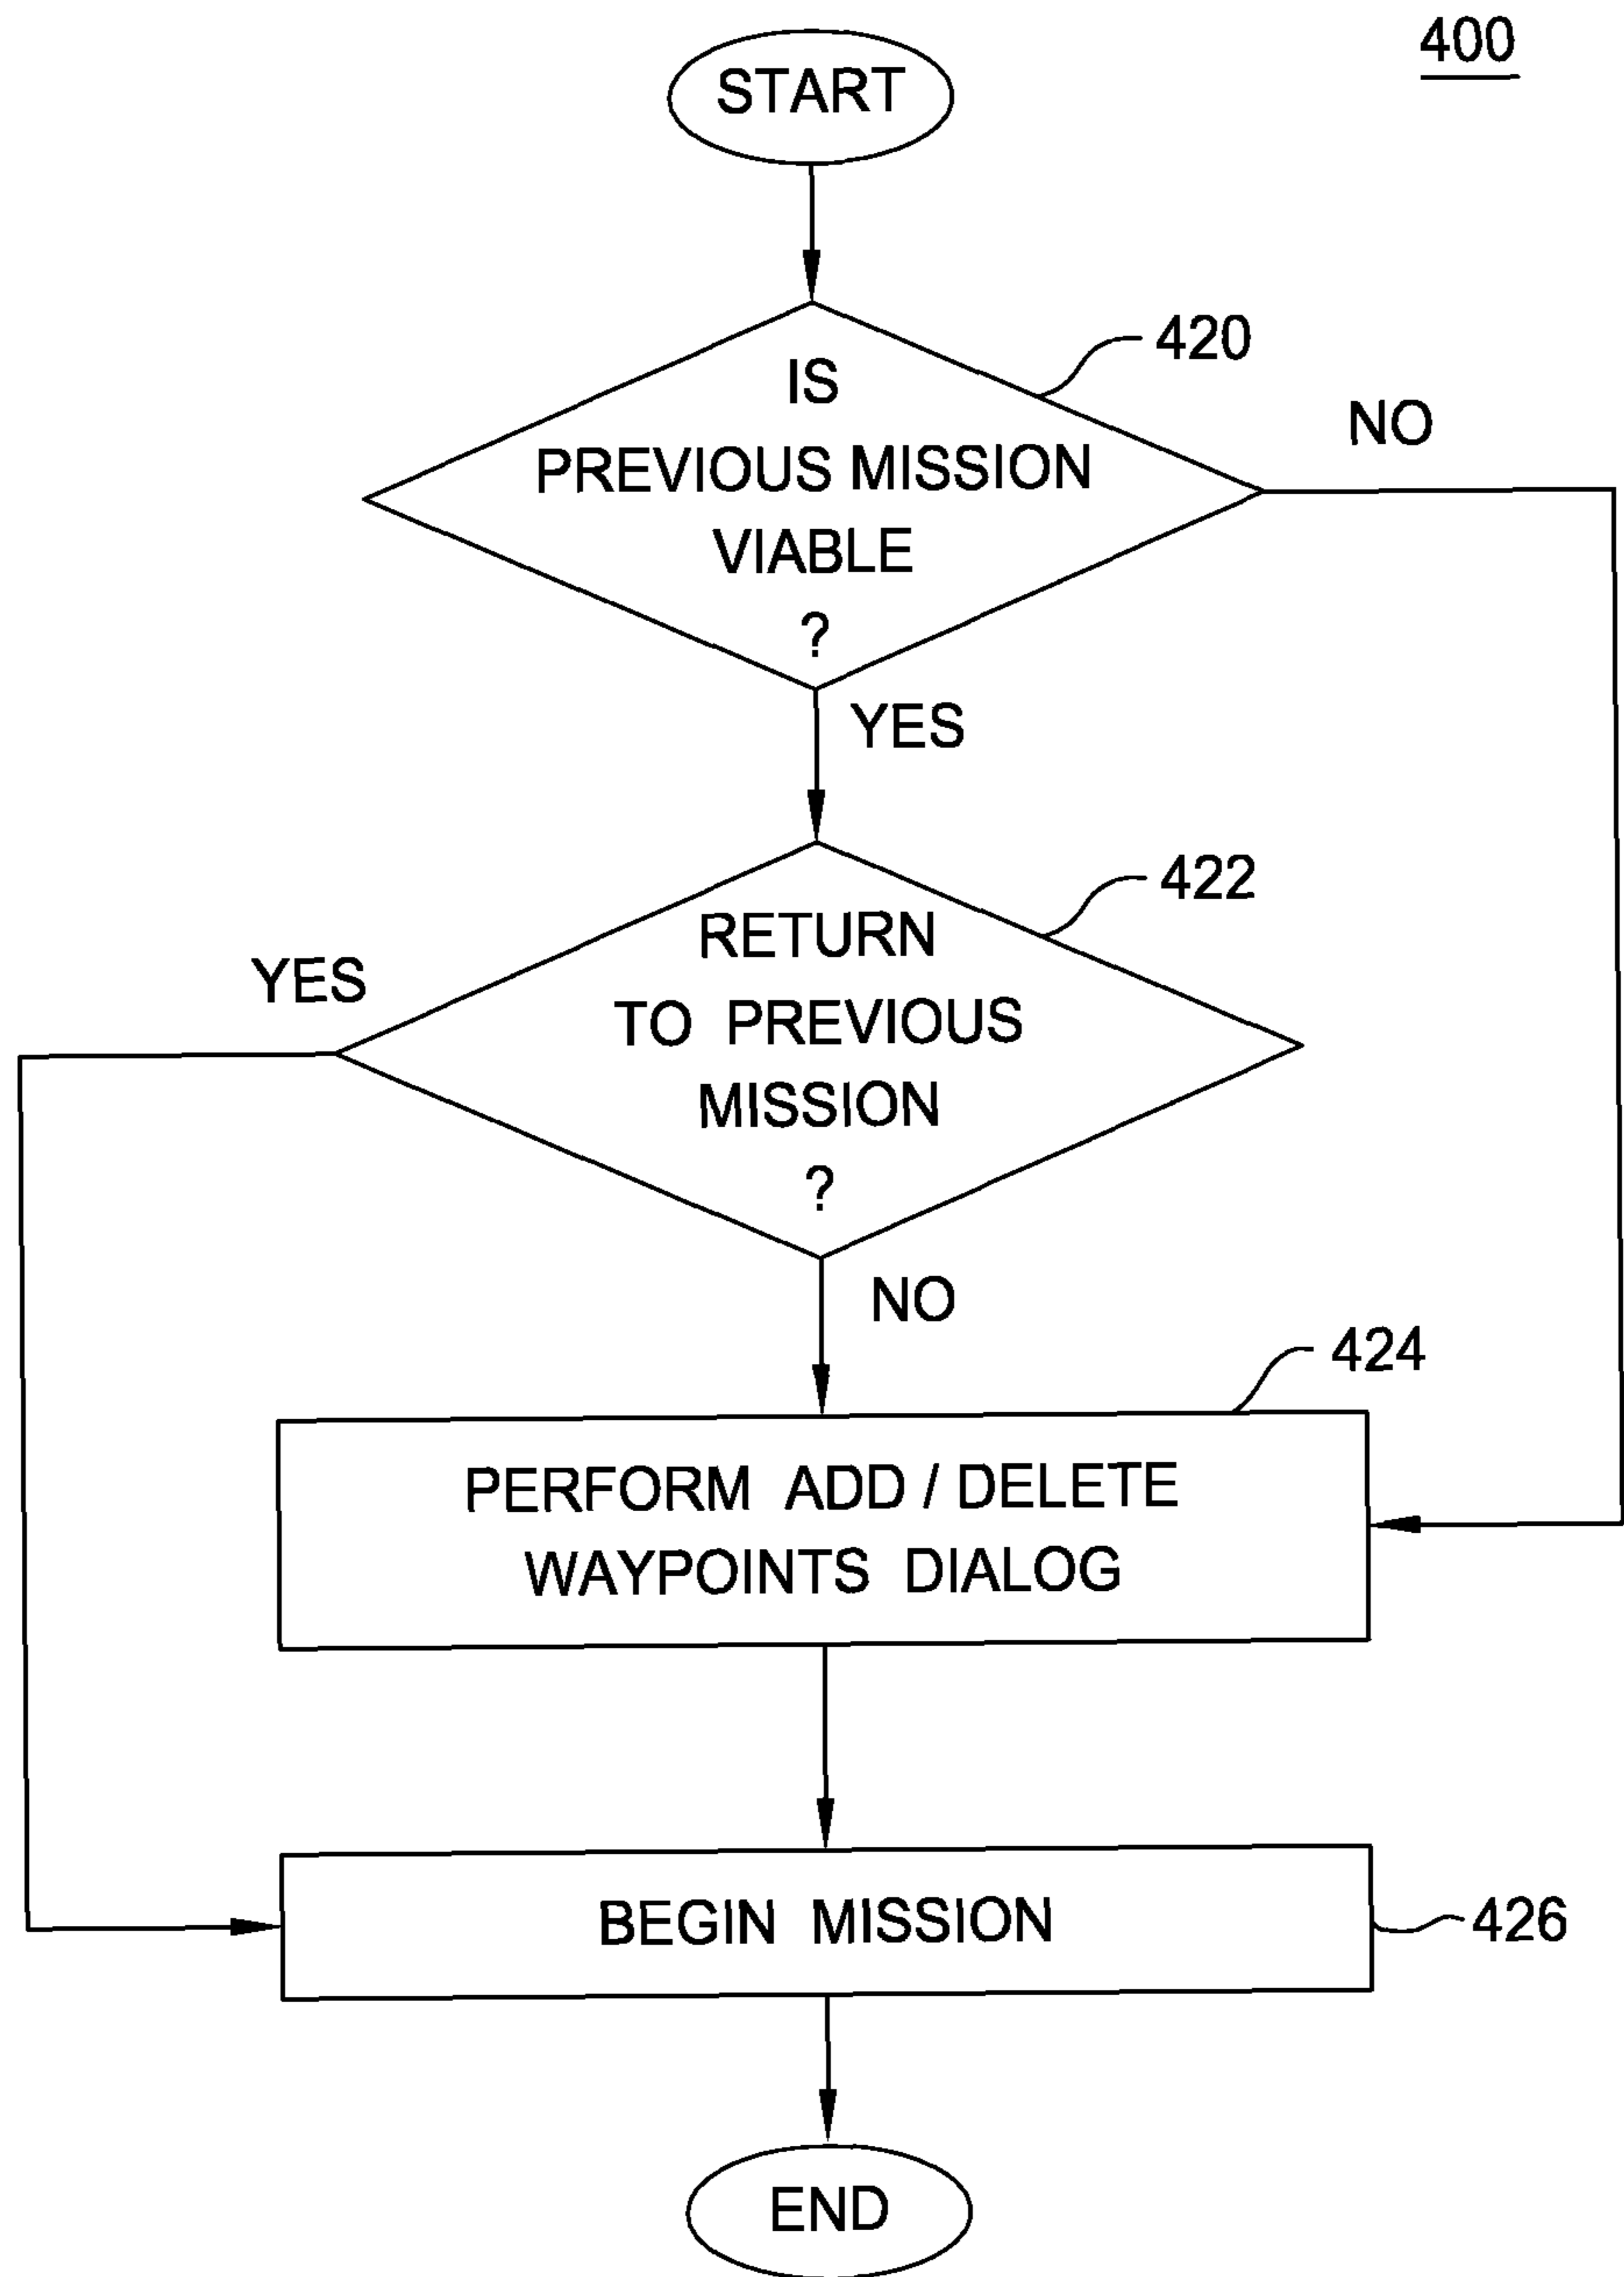 400
START
420
IS
PREVIOUS MISSION
VIABLE
?
NO
YES
422
RETURN
TO PREVIOUS
MISSION
?
YES
NO
424
PERFORM ADD / DELETE
WAYPOINTS DIALOG
BEGIN MISSION
426
END